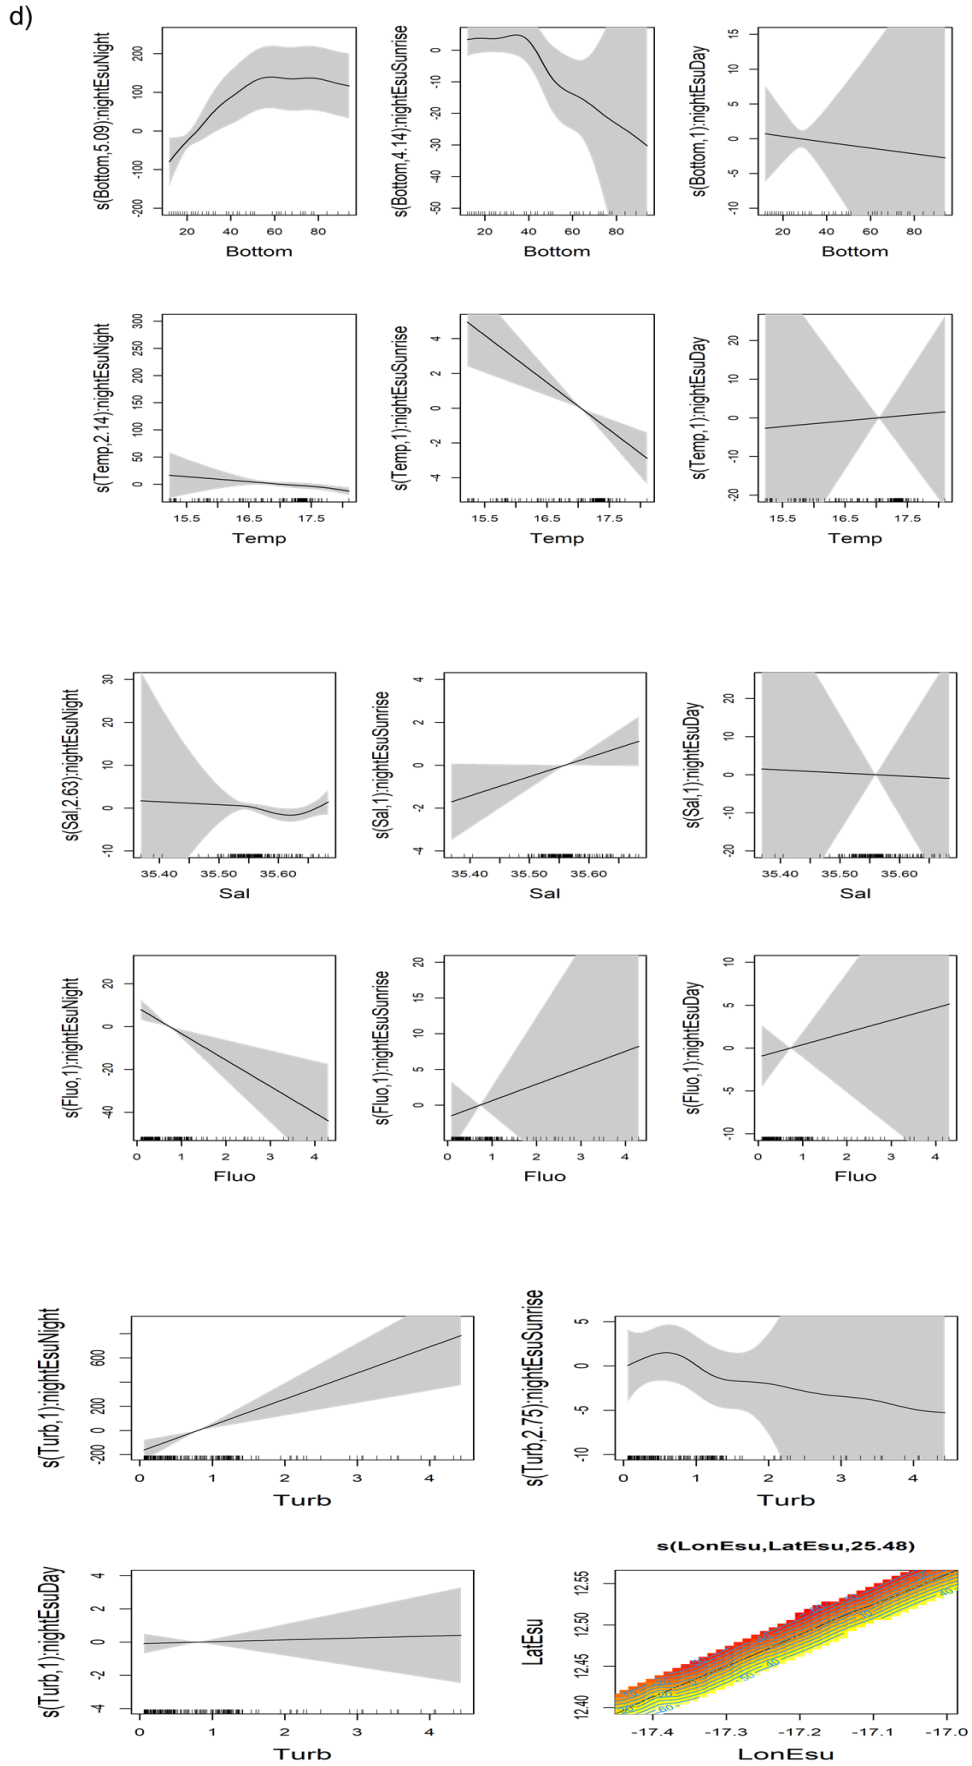 d)
s(Bottom,5.09):nightEsuNight
200
100
0
-100
-200
20 40 60 80
Bottom
s(Bottom,4.14):nightEsuSunrise
0
-10
-20
-30
-50
20 40 60 80
Bottom
s(Bottom,1):nightEsuDay
15
10
5
0
-5
-10
20 40 60 80
Bottom
s(Temp,2.14):nightEsuNight
300
250
200
150
100
50
0
15.5 16.5 17.5
Temp
s(Temp,1):nightEsuSunrise
4
2
0
-2
4
15.5 16.5 17.5
Temp
s(Temp,1):nightEsuDay
20
10
0
-10
-20
15.5 16.5 17.5
Temp
s(Sal,2.63):nightEsuNight
30
20
10
0
-10
35.40 35.50 35.60
Sal
s(Sal,1):nightEsuSunrise
4
2
0
-2
-4
35.40 35.50 35.60
Sal
s(Sal,1):nightEsuDay
20
10
0
-10
-20
35.40 35.50 35.60
Sal
s(Fluo,1):nightEsuNight
20
0
-20
40
0 1 2 3 4
Fluo
s(Fluo,1):nightEsuSunrise
20
15
10
5
0
0 1 2 3 4
Fluo
s(Fluo,1):nightEsuDay
10
5
0
-5
-10
0 1 2 3 4
Fluo
s(Turb,1):nightEsuNight
600
200
0
-200
0 1 2 3 4
Turb
s(Turb,2.75):nightEsuSunrise
5
0
-5
-10
0 1 2 3 4
Turb
s(Turb,1):nightEsuDay
4
2
0
-2
-4
0 1 2 3 4
Turb
s(LonEsu,LatEsu,25.48)
LatEsu
12.55
12.50
12.45
12.40
-17.4 -17.3 -17.2 -17.1 -17.0
LonEsu